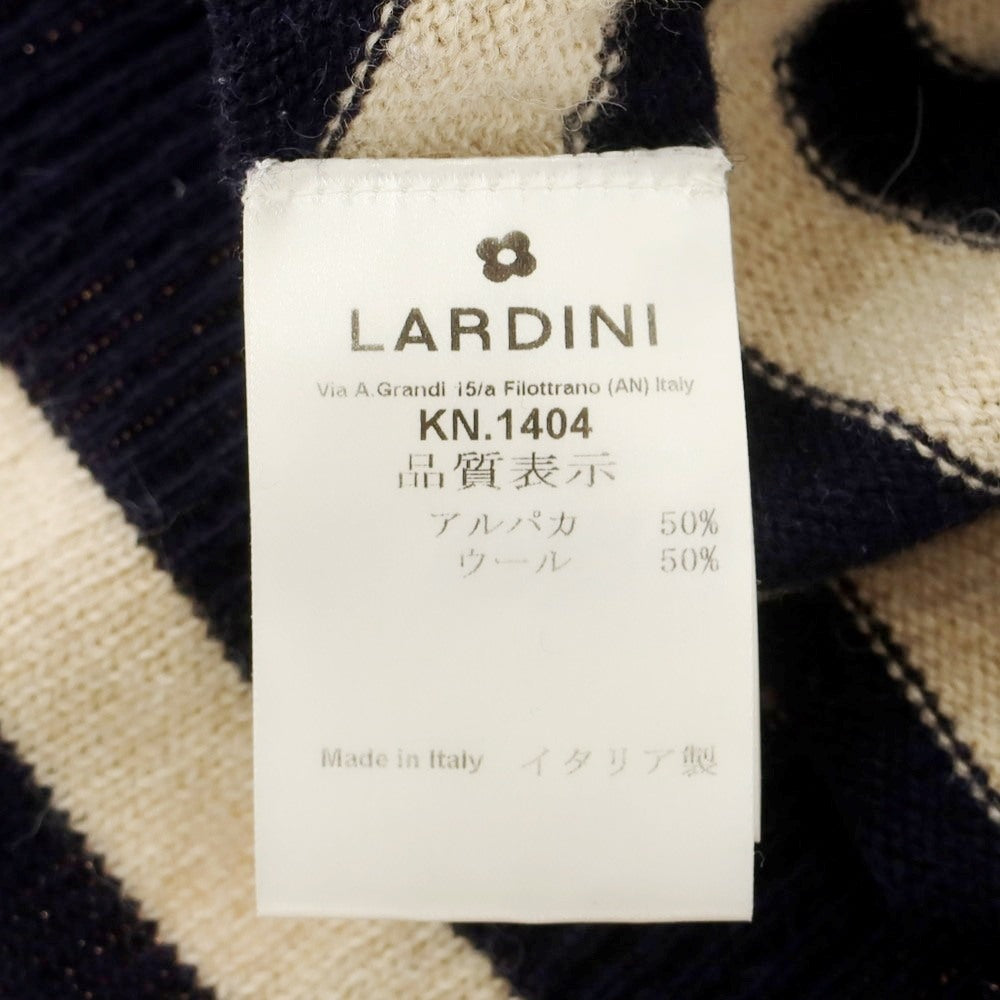 LARDINI
Via A.Grandi 15/a Filottrano (AN) Italy
KN.1404
品質表示
アルパカ 50%
ウール 50%
Made in Italy イタリア製